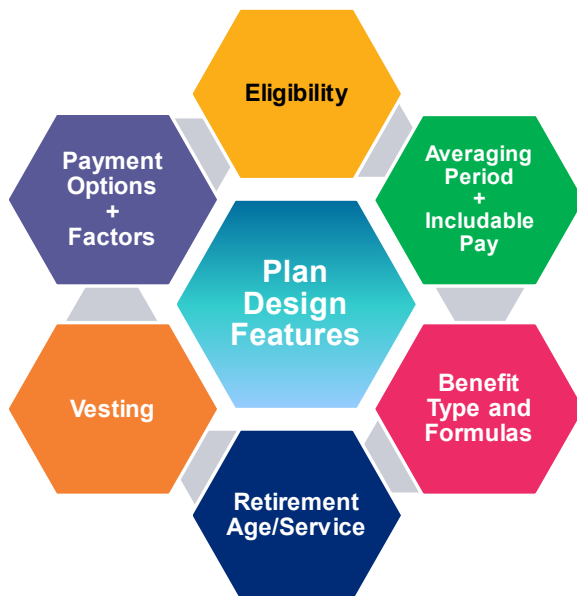 Eligibility
Averaging
Period
+
Includable
Pay
Benefit
Type and
Formulas
Retirement
Age/Service
Vesting
Payment
Options
+
Factors
Plan
Design
Features